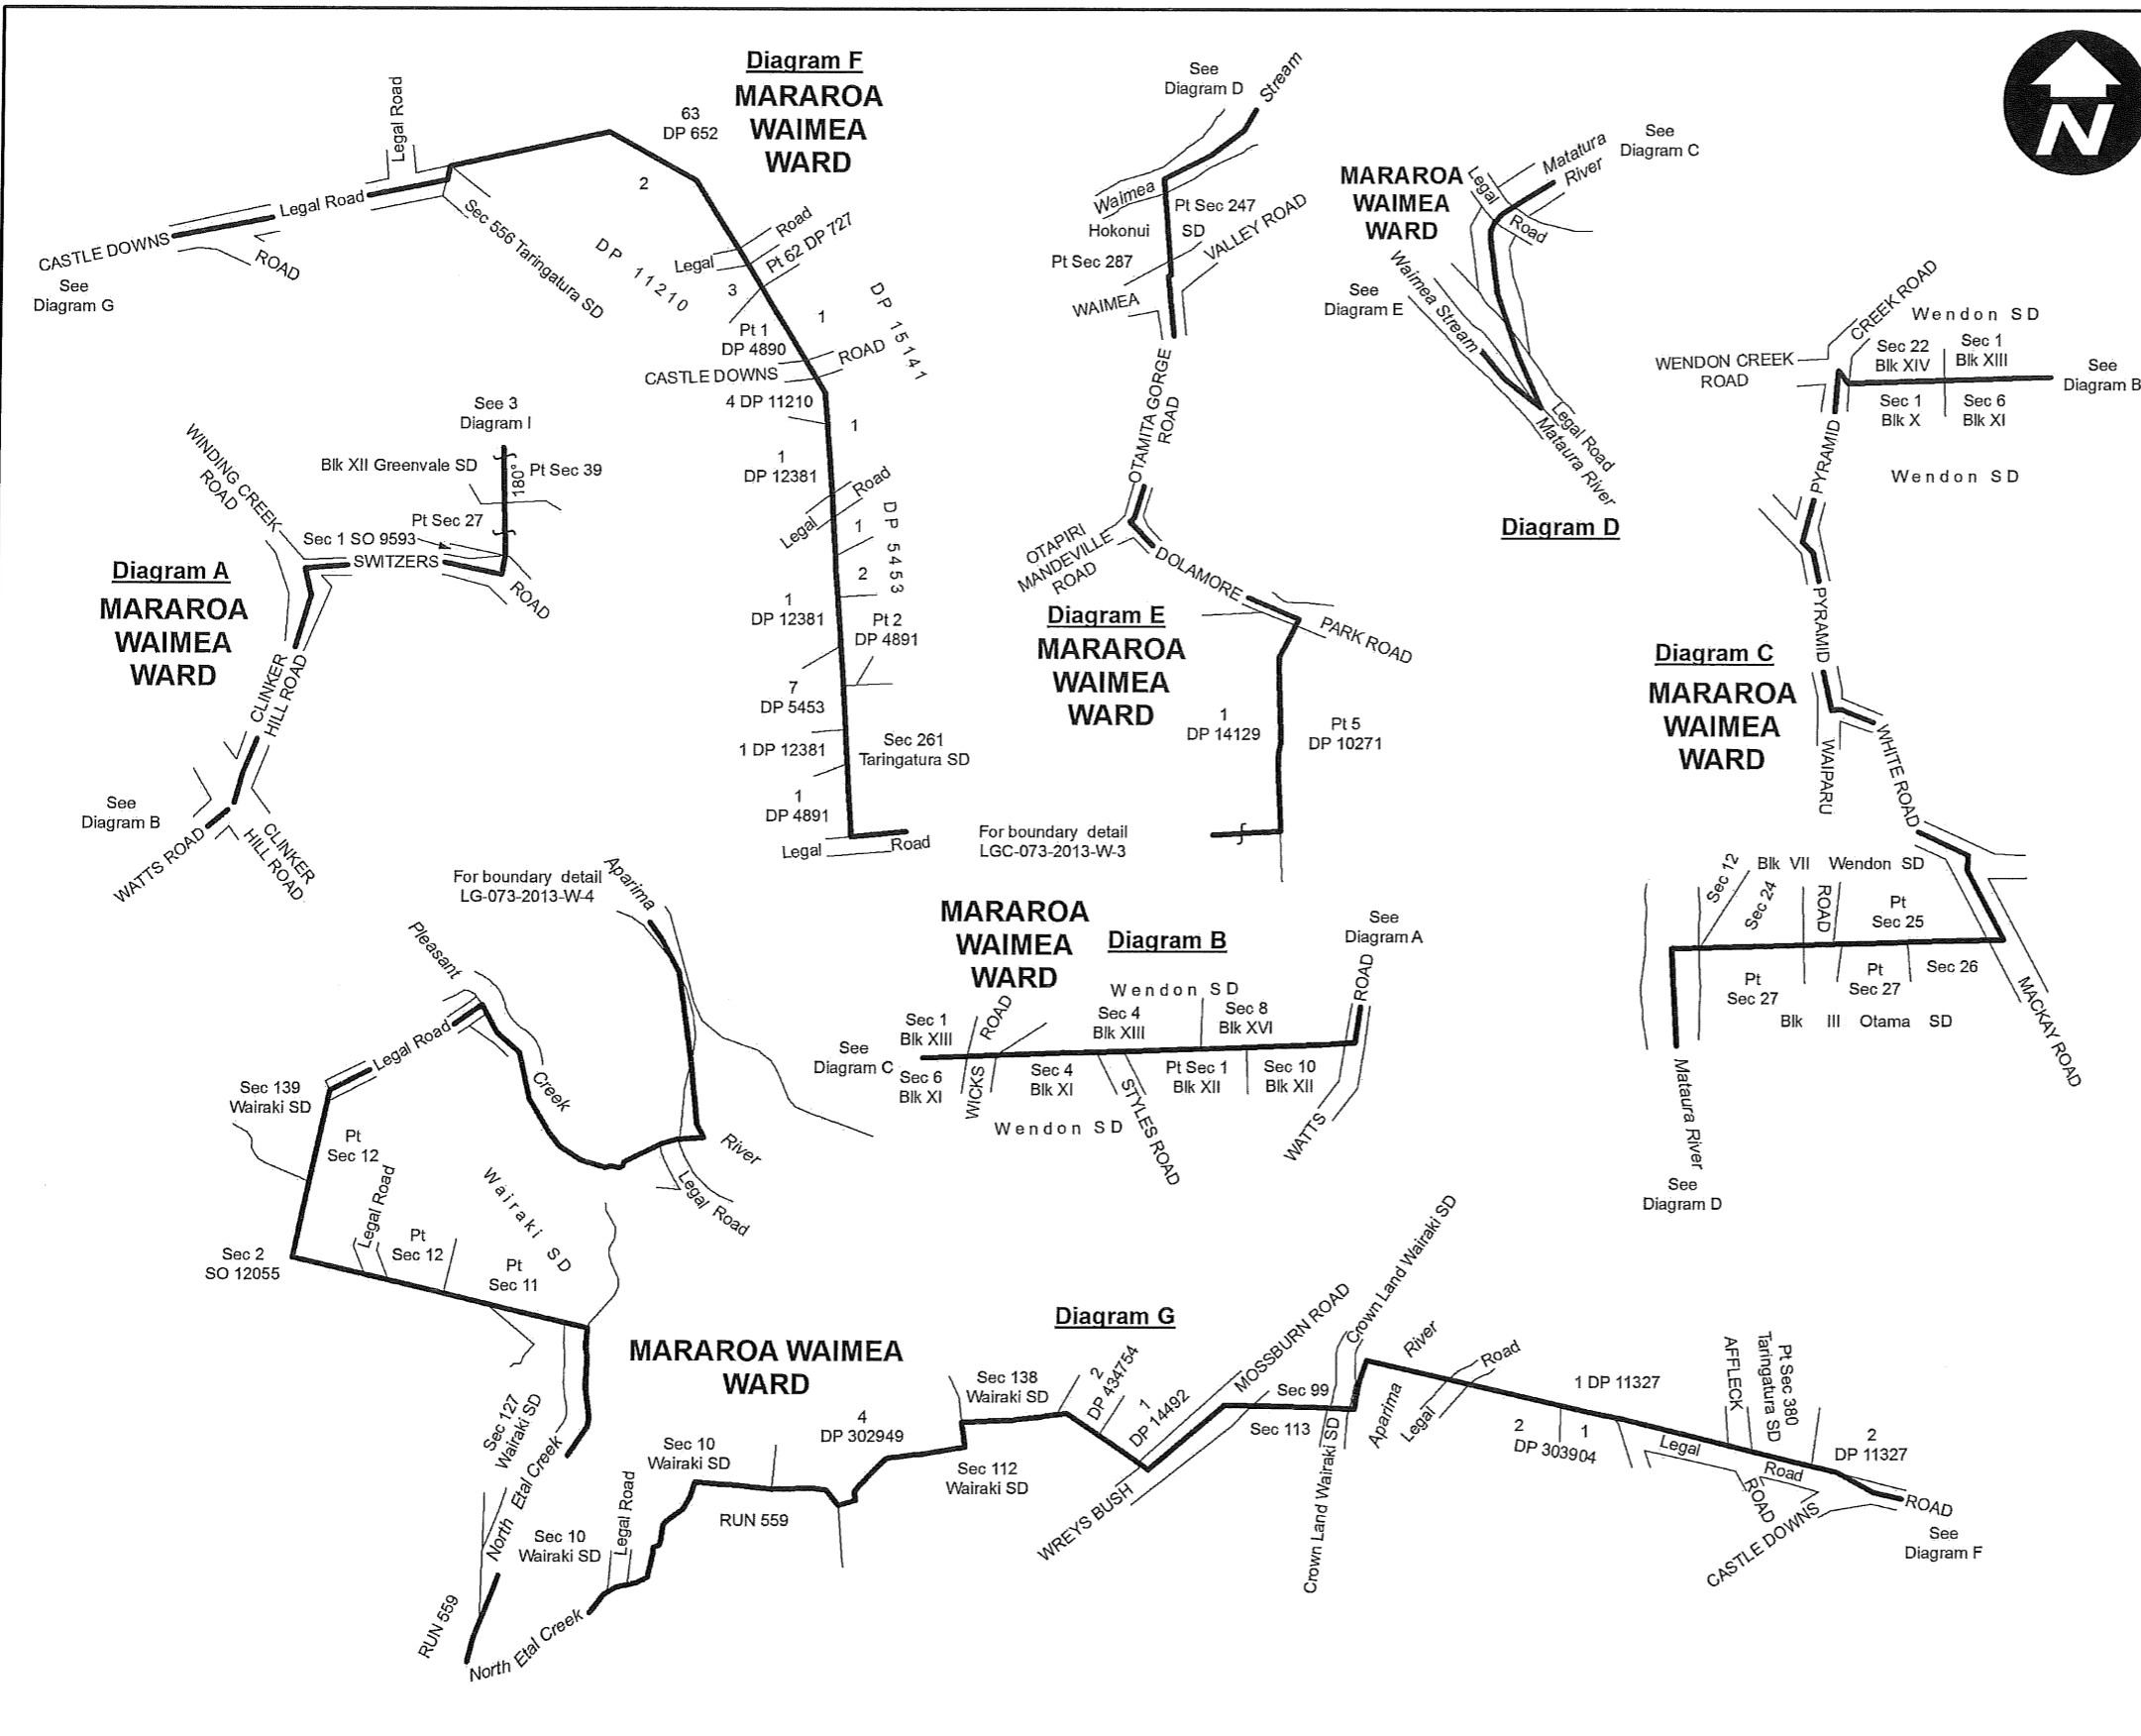 Diagram F
MARAROA
WAIMEA
WARD
63
DP 652
Legal Road
2
Legal Road
CASTLE DOWNS
ROAD
See
Diagram G
Sec 556 Taringatura SD
DP 11210
Road
Legal
Pt 62 DP 727
3
1
DP 15141
Pt 1
DP 4890
ROAD
CASTLE DOWNS
4 DP 11210
1
1
DP 12381
Road
Legal
1
DP 5453
2
1
DP 12381
Pt 2
DP 4891
7
DP 5453
1 DP 12381
Sec 261
Taringatura SD
1
DP 4891
Legal
Road
See 3
Diagram I
Blk XII Greenvale SD
180°
Pt Sec 39
WINDING CREEK
ROAD
Pt Sec 27
Sec 1 SO 9593
SWITZERS
ROAD
Diagram A
MARAROA
WAIMEA
WARD
CLINKER
HILL ROAD
See
Diagram B
WATTS ROAD
CLINKER
HILL ROAD
See
Diagram D
Stream
Waimea
Pt Sec 247
Hokonui SD
Pt Sec 287
VALLEY ROAD
WAIMEA
OTAMITA GORGE
ROAD
OTAPIRI
MANDEVILLE
ROAD
DOLAMORE
PARK ROAD
Diagram E
MARAROA
WAIMEA
WARD
1
DP 14129
Pt 5
DP 10271
For boundary detail
LGC-073-2013-W-3
MARAROA
WAIMEA
WARD
Legal
Road
Matatura
River
See
Diagram C
See
Diagram E
Waimea Stream
Legal Road
Mataura River
Diagram D
N
CREEK ROAD
WENDON CREEK
ROAD
Wendon SD
Sec 22
Blk XIV
Sec 1
Blk XIII
See
Diagram B
Sec 1
Blk X
Sec 6
Blk XI
Wendon SD
PYRAMID
PYRAMID
Diagram C
MARAROA
WAIMEA
WARD
WAIPARU
WHITE ROAD
Sec 12
Blk VII Wendon SD
Sec 24
ROAD
Pt
Sec 25
Pt
Sec 27
Pt
Sec 27
Sec 26
Blk III Otama SD
MACKAY ROAD
Mataura River
See
Diagram D
MARAROA
WAIMEA
WARD
Diagram B
See
Diagram A
ROAD
Wendon SD
Sec 1
Blk XIII
ROAD
Sec 4
Blk XIII
Sec 8
Blk XVI
See
Diagram C
Sec 6
Blk XI
WICKS
Sec 4
Blk XI
STYLES ROAD
Pt Sec 1
Blk XII
Sec 10
Blk XII
Wendon SD
WATTS
For boundary detail
LG-073-2013-W-4
Aparima
Pleasant
Legal Road
Creek
River
Legal Road
Sec 139
Wairaki SD
Pt
Sec 12
Legal Road
Wairaki SD
Sec 2
SO 12055
Pt
Sec 12
Pt
Sec 11
Sec 127
Wairaki SD
North Etal Creek
RUN 559
Sec 10
Wairaki SD
Legal Road
North Etal Creek
Diagram G
MARAROA WAIMEA
WARD
Sec 10
Wairaki SD
RUN 559
4
DP 302949
Sec 138
Wairaki SD
Sec 112
Wairaki SD
2
DP 434754
1
DP 14492
WREYS BUSH
MOSSBURN ROAD
Sec 99
Sec 113
Crown Land Wairaki SD
Crown Land Wairaki SD
River
Aparima
Road
Legal
1 DP 11327
2
1
DP 303904
Legal
Road
AFFLECK
ROAD
Pt Sec 380
Taringatura SD
2
DP 11327
CASTLE DOWNS
ROAD
See
Diagram F